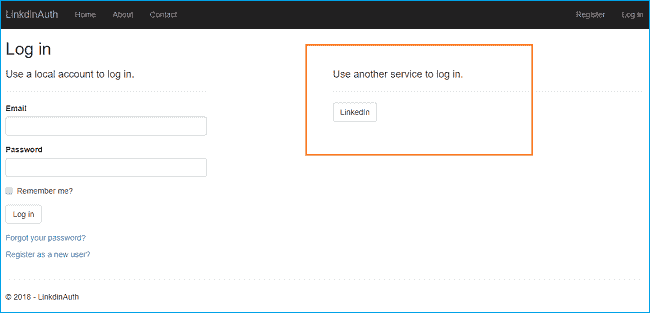 LinkdinAuth Home About Contact Register Log in
Log in
Use a local account to log in.
Email
Password
Remember me?
Log in
Forgot your password?
Register as a new user?
Use another service to log in.
LinkedIn
© 2018 - LinkdinAuth